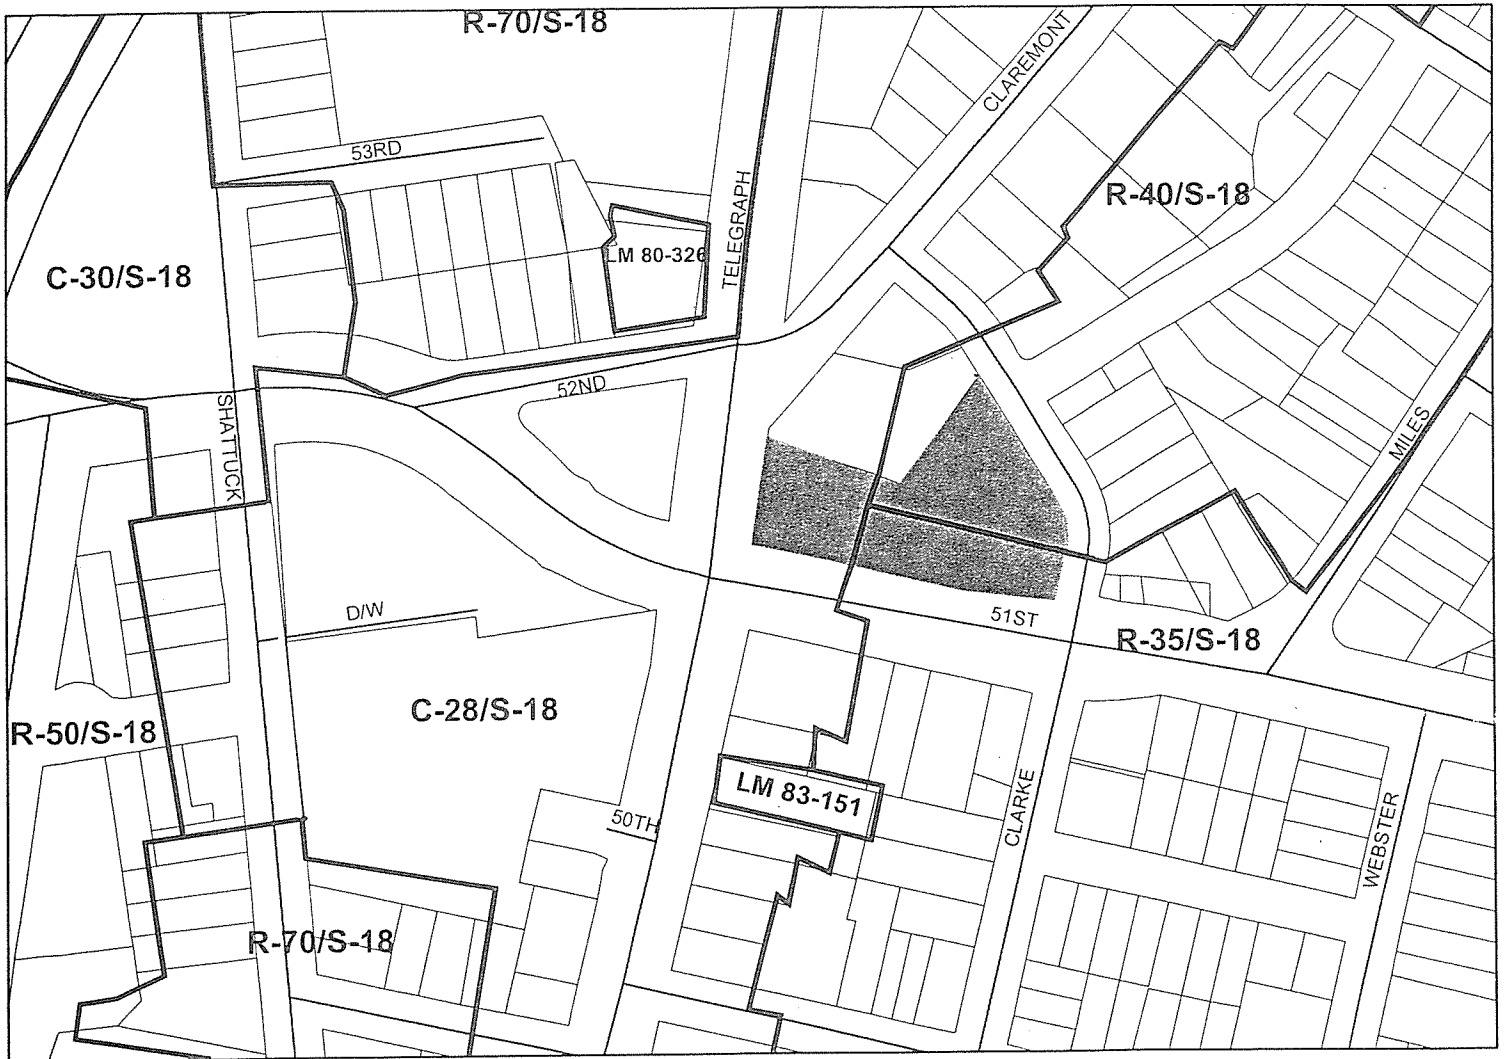 R-70/S-18
CLAREMONT
53RD
TELEGRAPH
R-40/S-18
LM 80-326
C-30/S-18
52ND
SHATTUCK
MILES
D/W
51ST
R-35/S-18
C-28/S-18
R-50/S-18
LM 83-151
50TH
CLARKE
WEBSTER
R-70/S-18